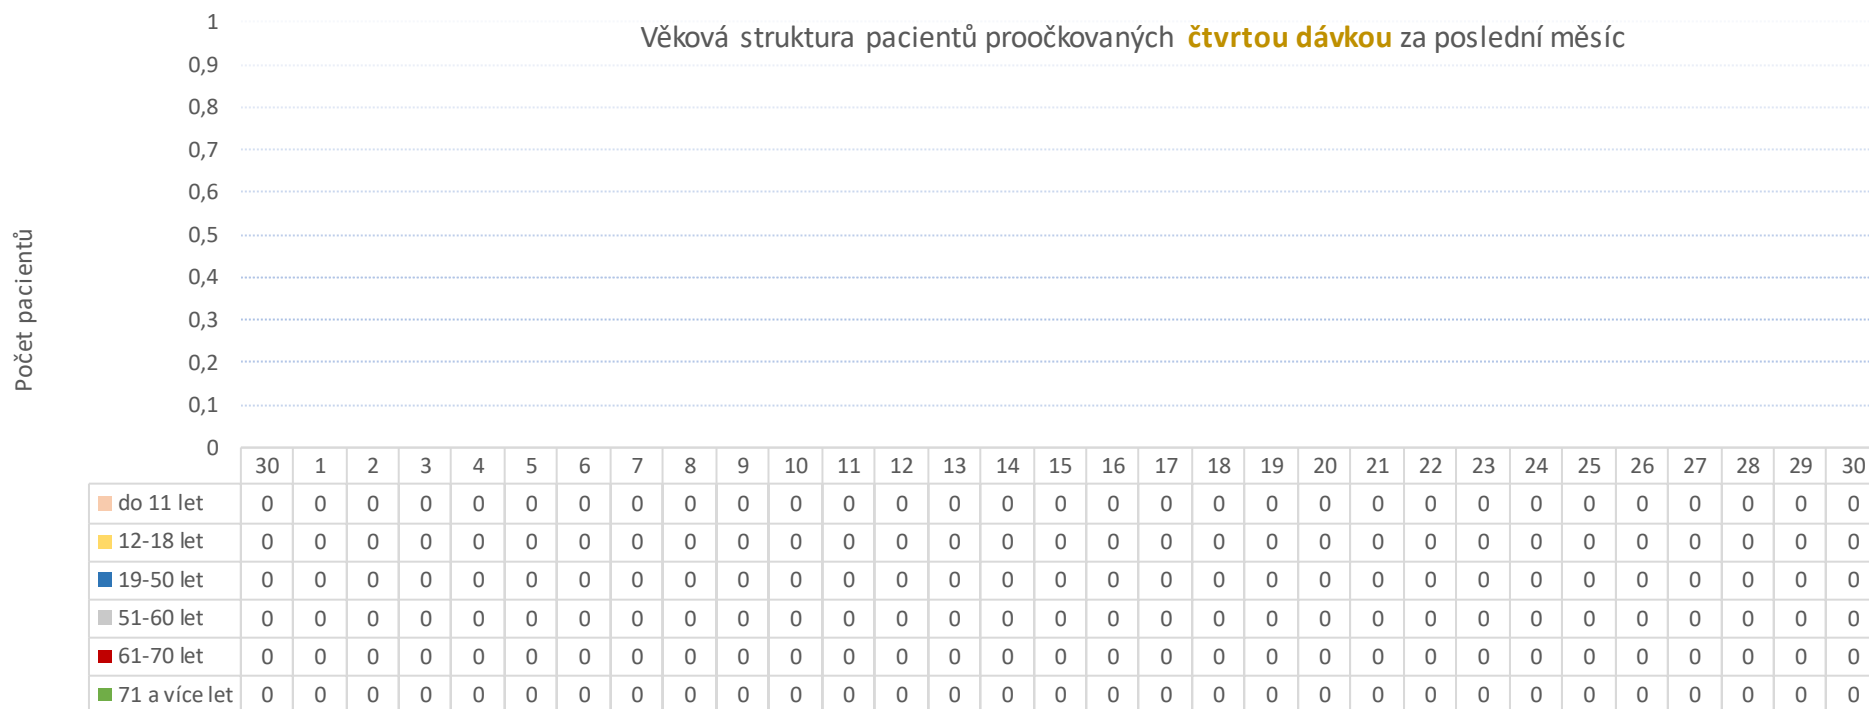 Věková struktura pacientů proočkovaných čtvrtou dávkou za poslední měsíc
Počet pacientů
1
0,9
0,8
0,7
0,6
0,5
0,4
0,3
0,2
0,1
0
30 1 2 3 4 5 6 7 8 9 10 11 12 13 14 15 16 17 18 19 20 21 22 23 24 25 26 27 28 29 30
do 11 let 0 0 0 0 0 0 0 0 0 0 0 0 0 0 0 0 0 0 0 0 0 0 0 0 0 0 0 0 0 0 0
12-18 let 0 0 0 0 0 0 0 0 0 0 0 0 0 0 0 0 0 0 0 0 0 0 0 0 0 0 0 0 0 0 0
19-50 let 0 0 0 0 0 0 0 0 0 0 0 0 0 0 0 0 0 0 0 0 0 0 0 0 0 0 0 0 0 0 0
51-60 let 0 0 0 0 0 0 0 0 0 0 0 0 0 0 0 0 0 0 0 0 0 0 0 0 0 0 0 0 0 0 0
61-70 let 0 0 0 0 0 0 0 0 0 0 0 0 0 0 0 0 0 0 0 0 0 0 0 0 0 0 0 0 0 0 0
71 a více let 0 0 0 0 0 0 0 0 0 0 0 0 0 0 0 0 0 0 0 0 0 0 0 0 0 0 0 0 0 0 0